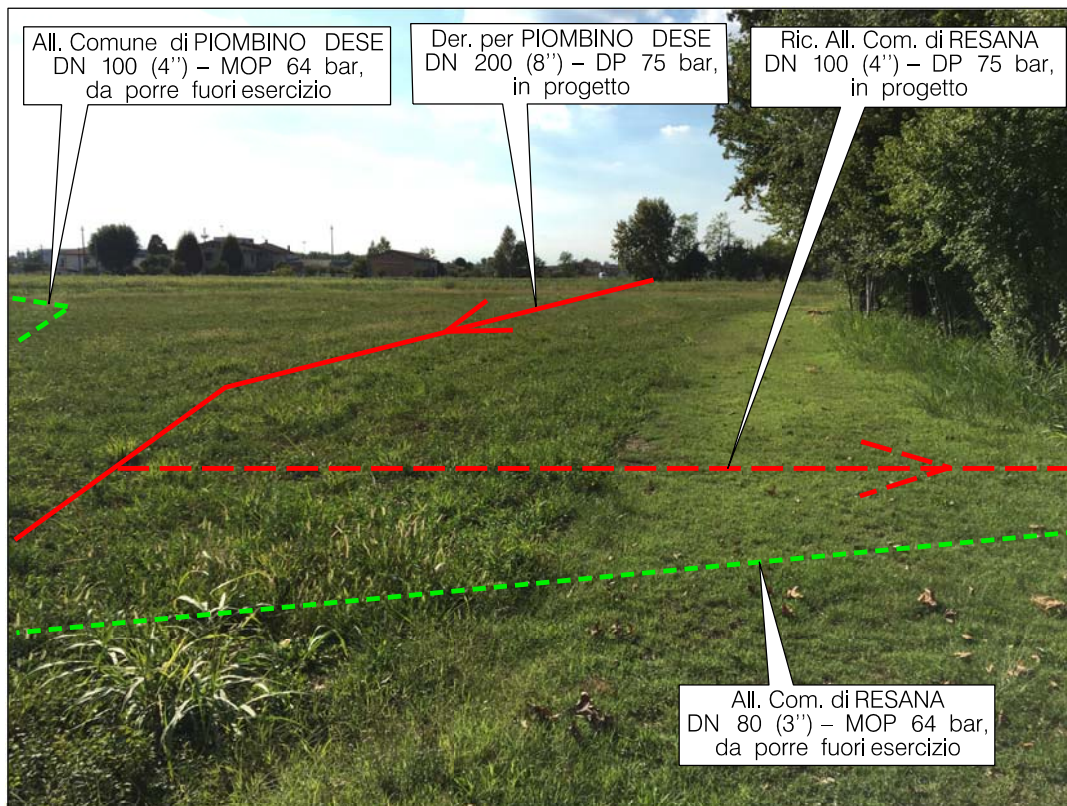 All. Comune di PIOMBINO DESE
DN 100 (4'') – MOP 64 bar,
da porre fuori esercizio
Der. per PIOMBINO DESE
DN 200 (8'') – DP 75 bar,
in progetto
Ric. All. Com. di RESANA
DN 100 (4'') – DP 75 bar,
in progetto
All. Com. di RESANA
DN 80 (3'') – MOP 64 bar,
da porre fuori esercizio